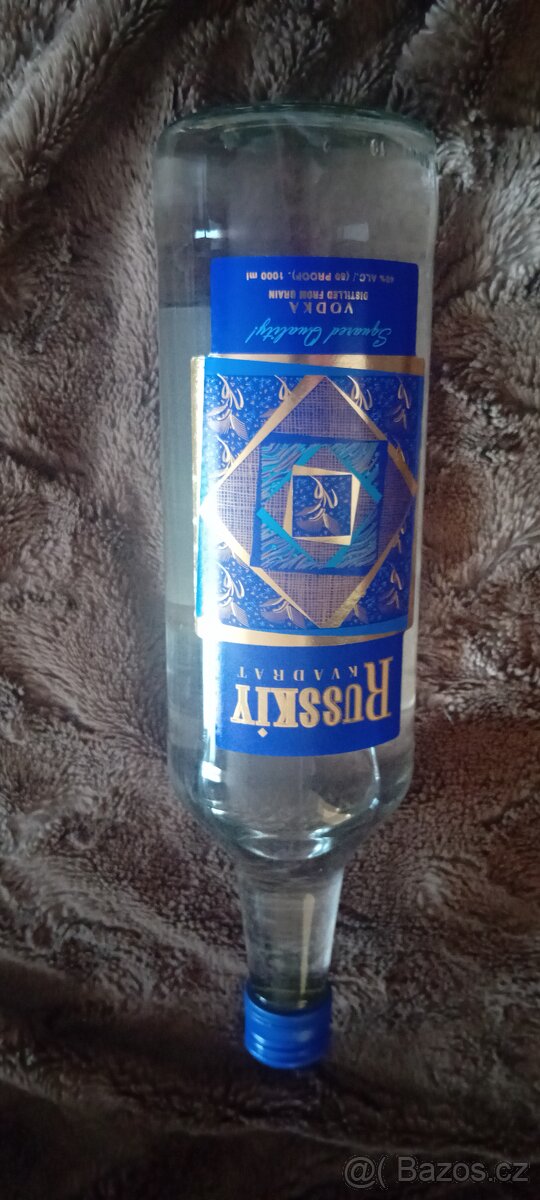 RUSSKIY
KVADRAT
Squared Quality!
VODKA
DISTILLED FROM GRAIN
40% ALC./ (80 PROOF). 1000 ml
@( Bazos.cz